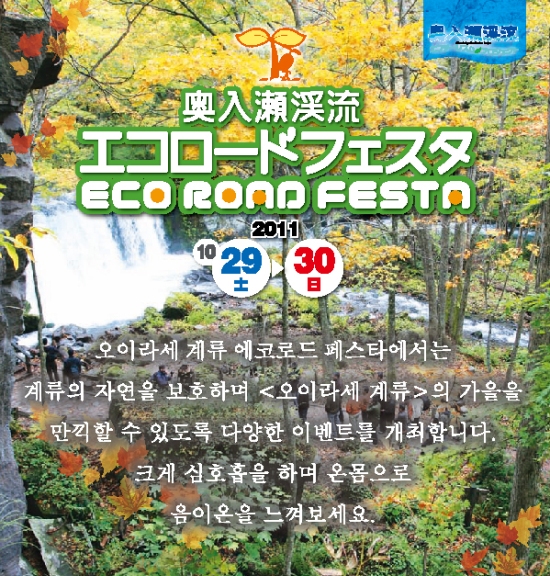 奥入瀬渓流
奥入瀬渓流
エコロードフェスタ
ECO ROAD FESTA
2011
10 29 30
土 日
오이라세 계류 에코로드 페스타에서는
계류의 자연을 보호하며 <오이라세 계류>의 가을을
만끽할 수 있도록 다양한 이벤트를 개최합니다.
크게 심호흡을 하며 온몸으로
음이온을 느껴보세요.